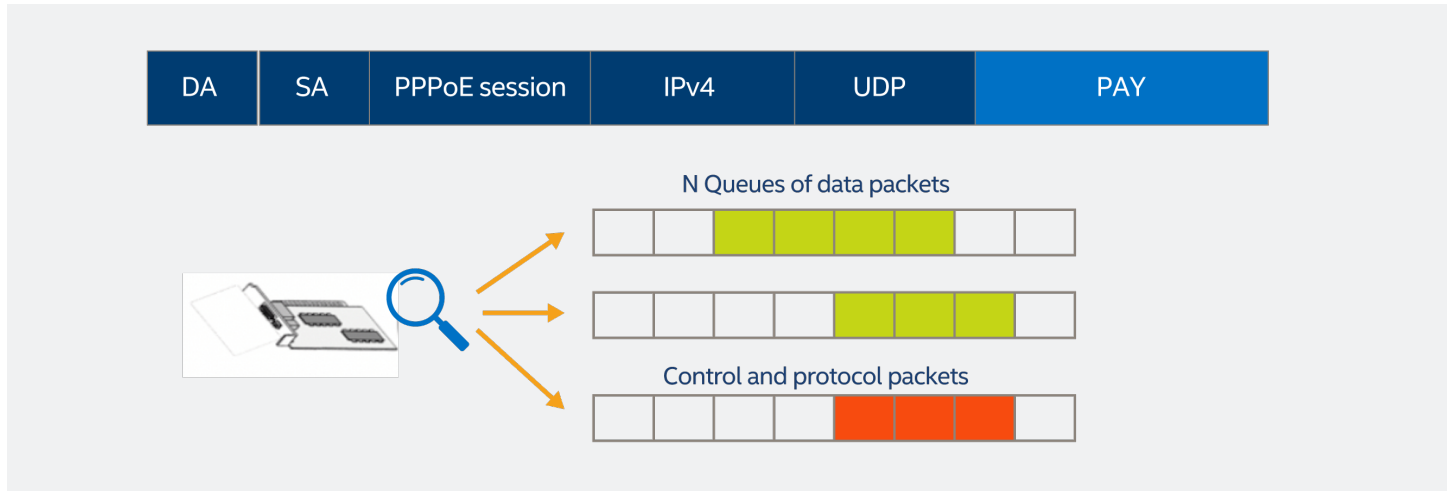 DA SA PPPoE session IPv4 UDP PAY
N Queues of data packets
Control and protocol packets